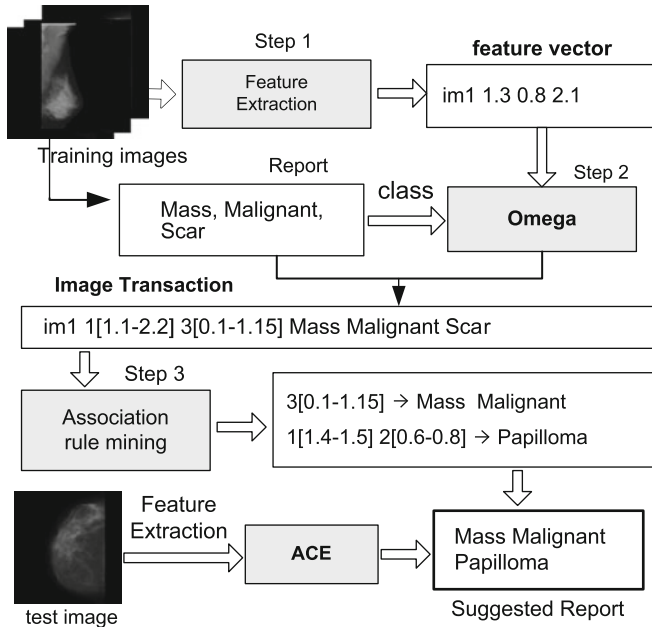 Step 1
feature vector
Feature
Extraction
im1 1.3 0.8 2.1
Training images
Report
class
Step 2
Mass, Malignant,
Scar
Omega
Image Transaction
im1 1[1.1-2.2] 3[0.1-1.15] Mass Malignant Scar
Step 3
Association
rule mining
3[0.1-1.15] → Mass Malignant
1[1.4-1.5] 2[0.6-0.8] → Papilloma
Feature
Extraction
ACE
Mass Malignant
Papilloma
test image
Suggested Report